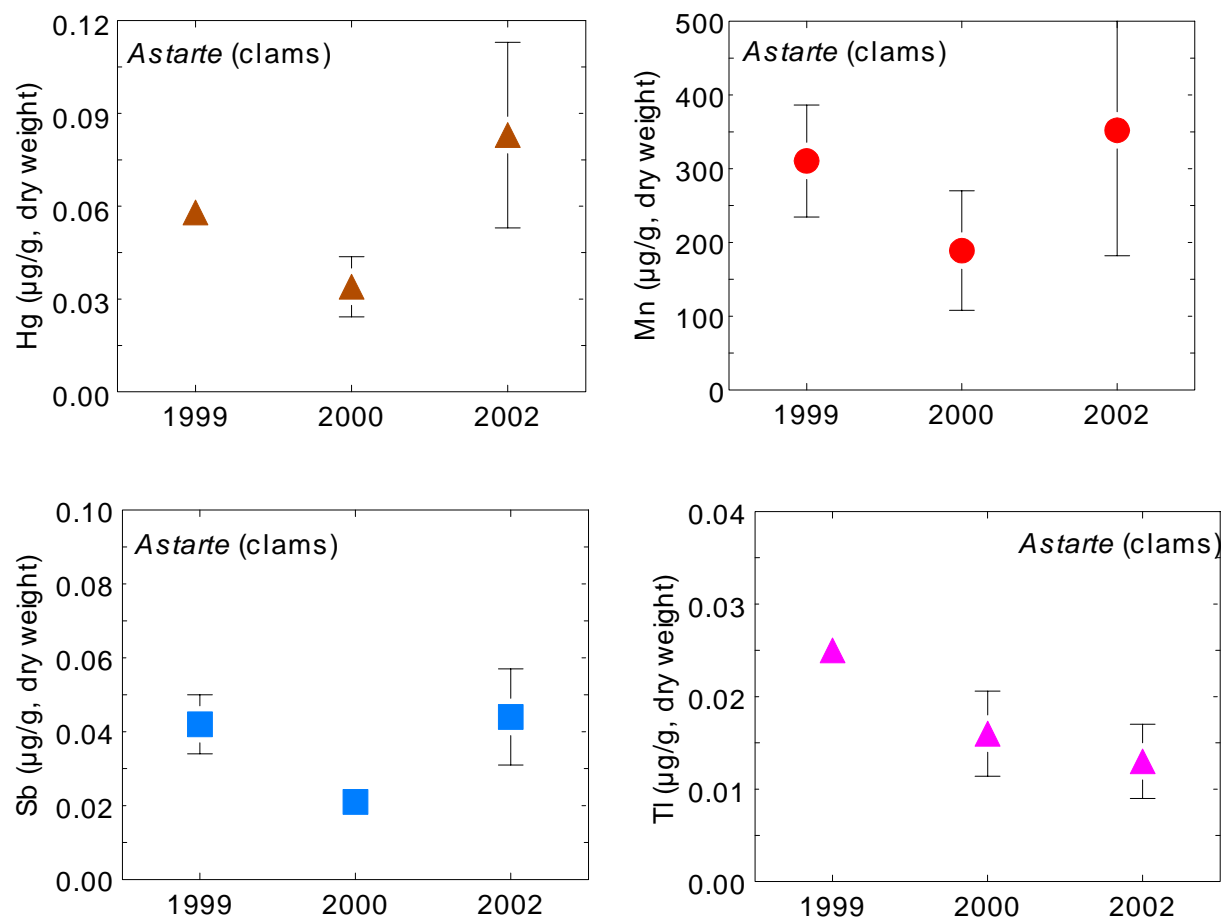 Astarte (clams)
Hg (µg/g, dry weight)
0.12
0.09
0.06
0.03
0.00
1999 2000 2002
Astarte (clams)
Mn (µg/g, dry weight)
500
400
300
200
100
0
1999 2000 2002
Astarte (clams)
Sb (µg/g, dry weight)
0.10
0.08
0.06
0.04
0.02
0.00
1999 2000 2002
Astarte (clams)
Tl (µg/g, dry weight)
0.04
0.03
0.02
0.01
0.00
1999 2000 2002